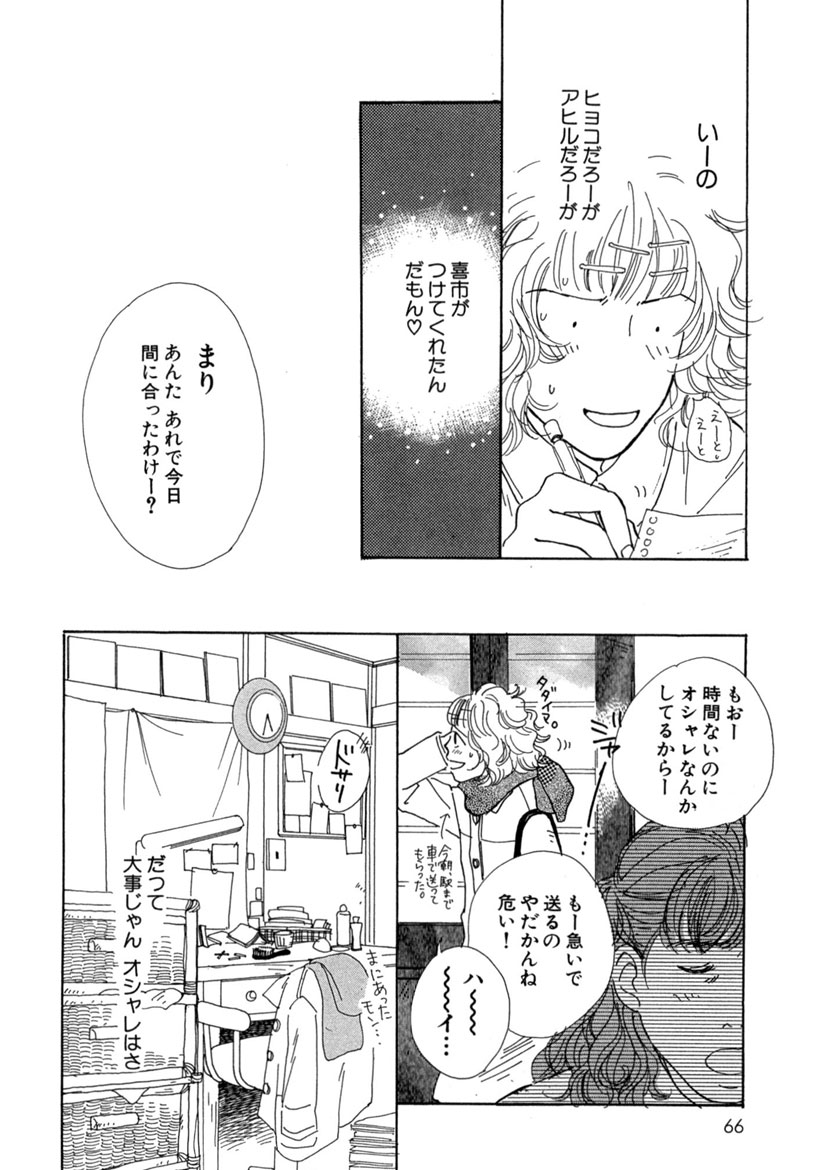 いーの
ヒヨコだろーが
アヒルだろーが
えーと。
えーと
喜市が
つけてくれたん
だもん♡
まり
あんた あれで今日
間に合ったわけー？
もおー
時間ないのに
オシャレなんか
してるからー
タダイマ。
今朝、駅まで
車で送って
もらった。
もー急いで
送るの
やだかんね
危い！
ハ〜〜
〜〜イ…
ドサリ
まにあった
モン…
だって
大事じゃん オシャレはさ
66